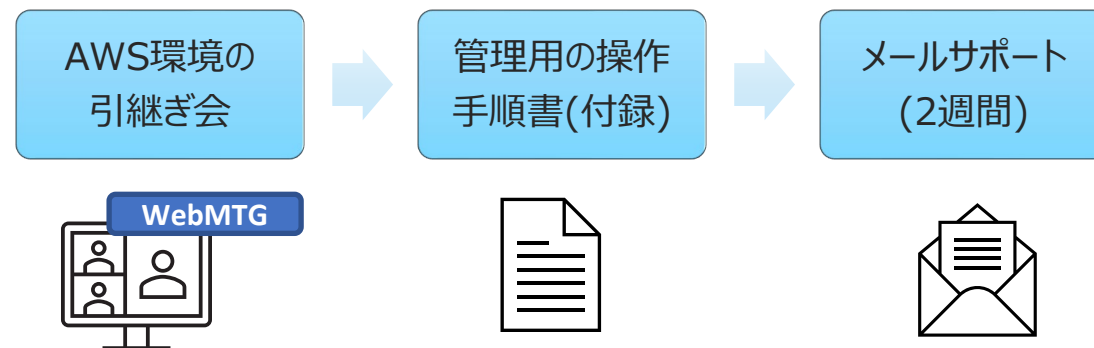 AWS環境の
引継ぎ会
管理用の操作
手順書(付録)
メールサポート
(2週間)
WebMTG